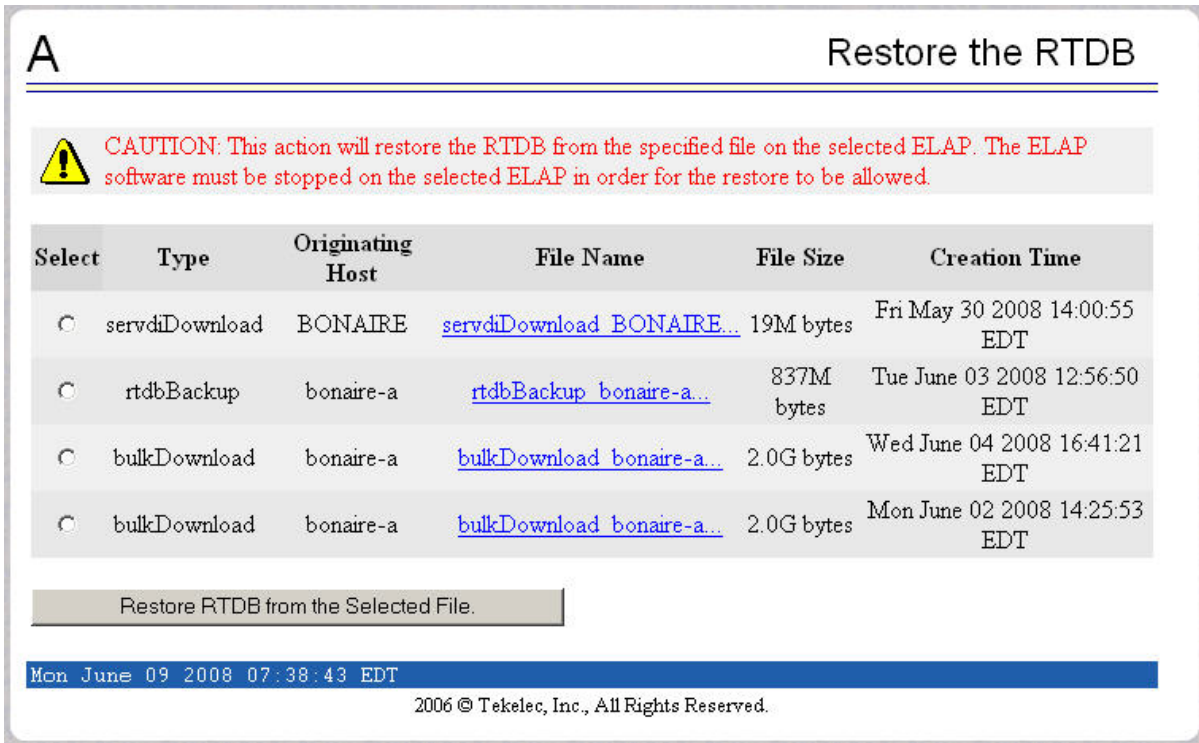 A
Restore the RTDB
CAUTION: This action will restore the RTDB from the specified file on the selected ELAP. The ELAP
software must be stopped on the selected ELAP in order for the restore to be allowed.
Select Type Originating Host File Name File Size Creation Time
servdiDownload BONAIRE servdiDownload_BONAIRE... 19M bytes Fri May 30 2008 14:00:55 EDT
rtdbBackup bonaire-a rtdbBackup_bonaire-a... 837M bytes Tue June 03 2008 12:56:50 EDT
bulkDownload bonaire-a bulkDownload_bonaire-a... 2.0G bytes Wed June 04 2008 16:41:21 EDT
bulkDownload bonaire-a bulkDownload_bonaire-a... 2.0G bytes Mon June 02 2008 14:25:53 EDT
Restore RTDB from the Selected File.
Mon June 09 2008 07:38:43 EDT
2006 © Tekelec, Inc., All Rights Reserved.